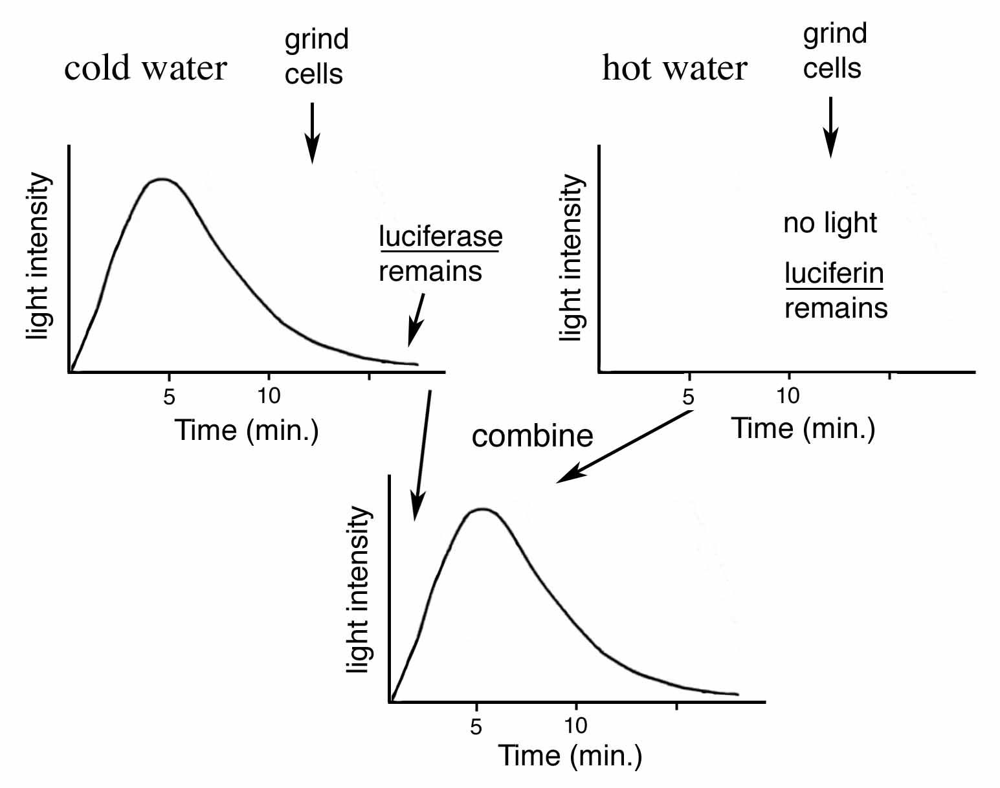 cold water
grind
cells
light intensity
luciferase
remains
5
10
Time (min.)
hot water
grind
cells
light intensity
no light
luciferin
remains
5
10
Time (min.)
combine
light intensity
5
10
Time (min.)